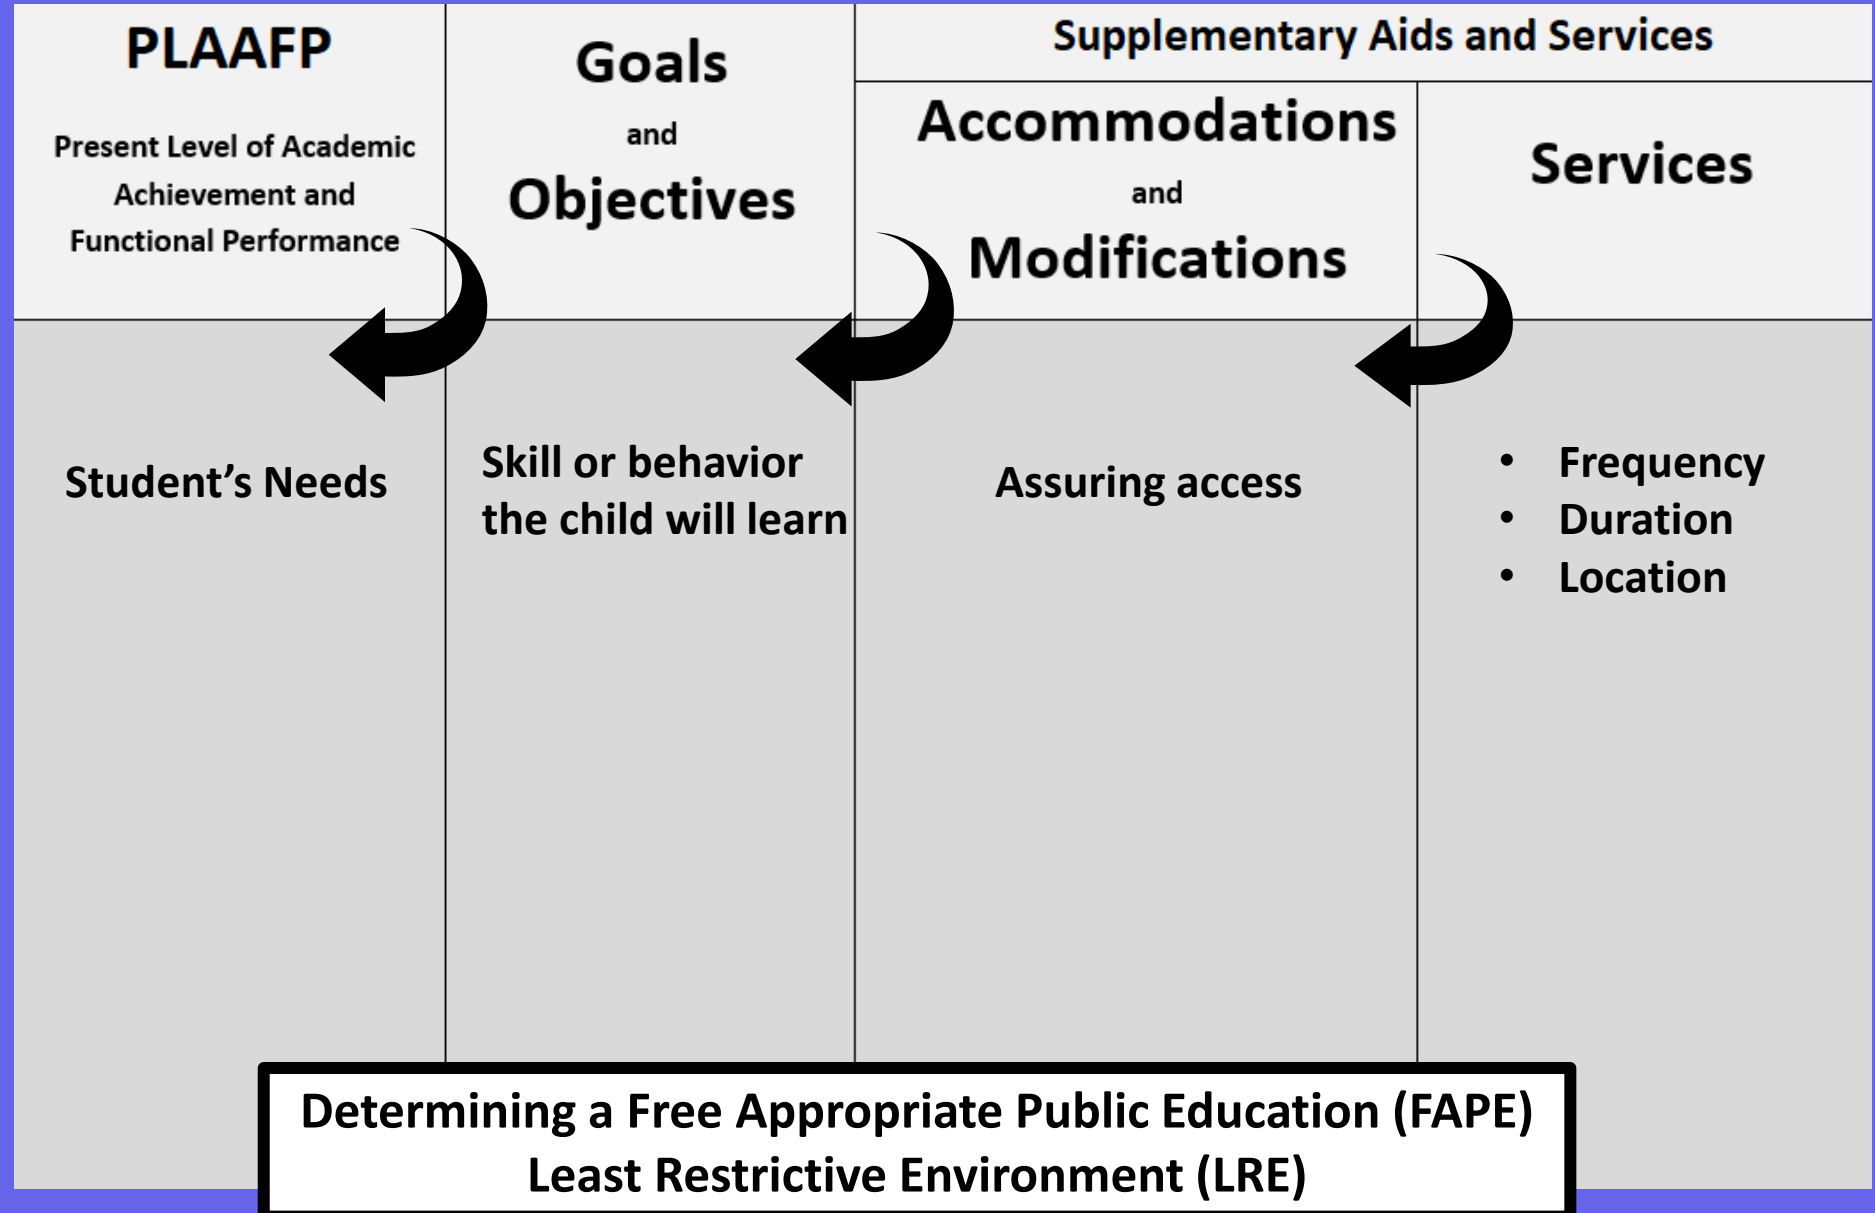 PLAAFP
Present Level of Academic
Achievement and
Functional Performance
Goals
and
Objectives
Supplementary Aids and Services
Accommodations
and
Modifications
Services
Student’s Needs
Skill or behavior
the child will learn
Assuring access
• Frequency
• Duration
• Location
Determining a Free Appropriate Public Education (FAPE)
Least Restrictive Environment (LRE)